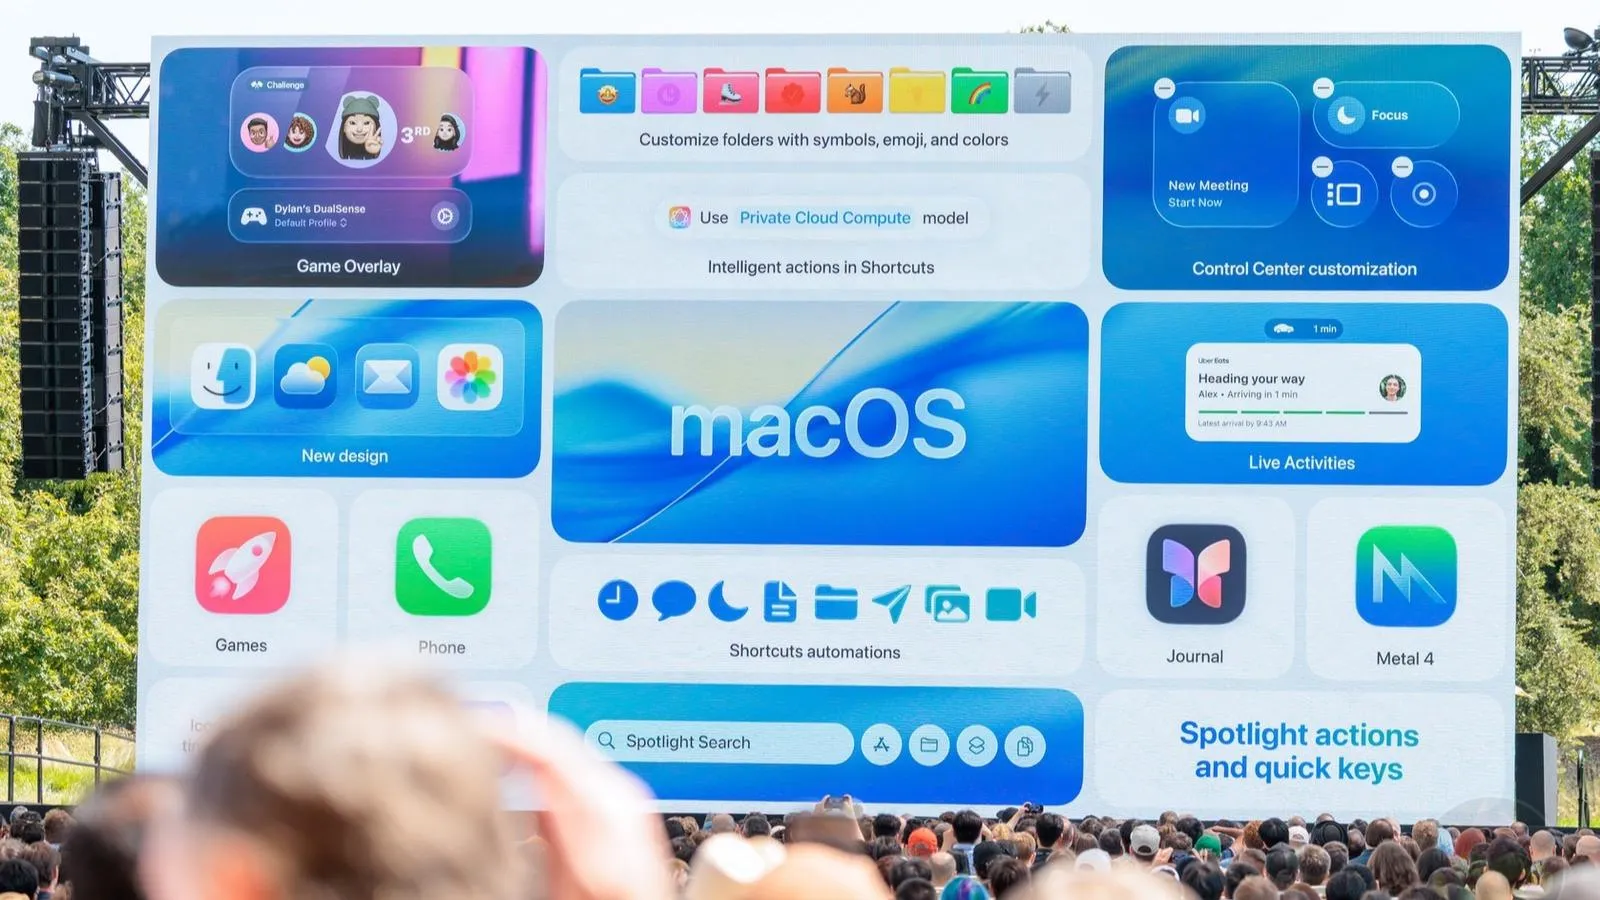 Challenge
3RD
Dylan's DualSense
Default Profile
Game Overlay
Customize folders with symbols, emoji, and colors
Use Private Cloud Compute model
Intelligent actions in Shortcuts
New Meeting
Start Now
Focus
Control Center customization
New design
macOS
1 min
Uber Eats
Heading your way
Alex • Arriving in 1 min
Latest arrival by 9:43 AM
Live Activities
Games
Phone
Shortcuts automations
Journal
Metal 4
Spotlight Search
Spotlight actions
and quick keys